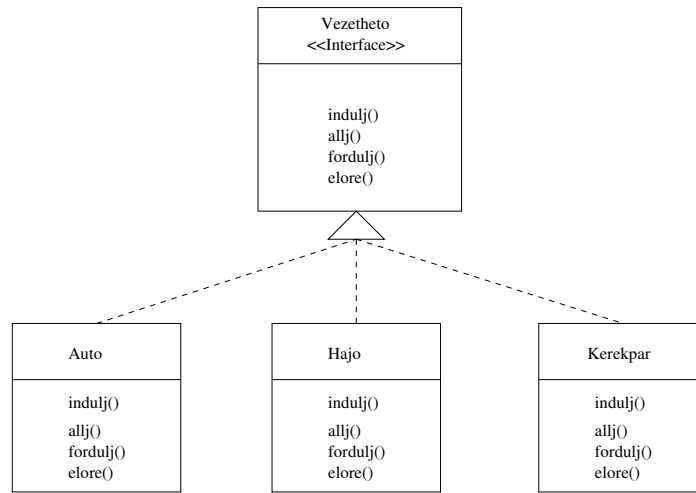 Vezetheto
<<Interface>>
indulj()
allj()
fordulj()
elore()
Auto
indulj()
allj()
fordulj()
elore()
Hajo
indulj()
allj()
fordulj()
elore()
Kerekpar
indulj()
allj()
fordulj()
elore()